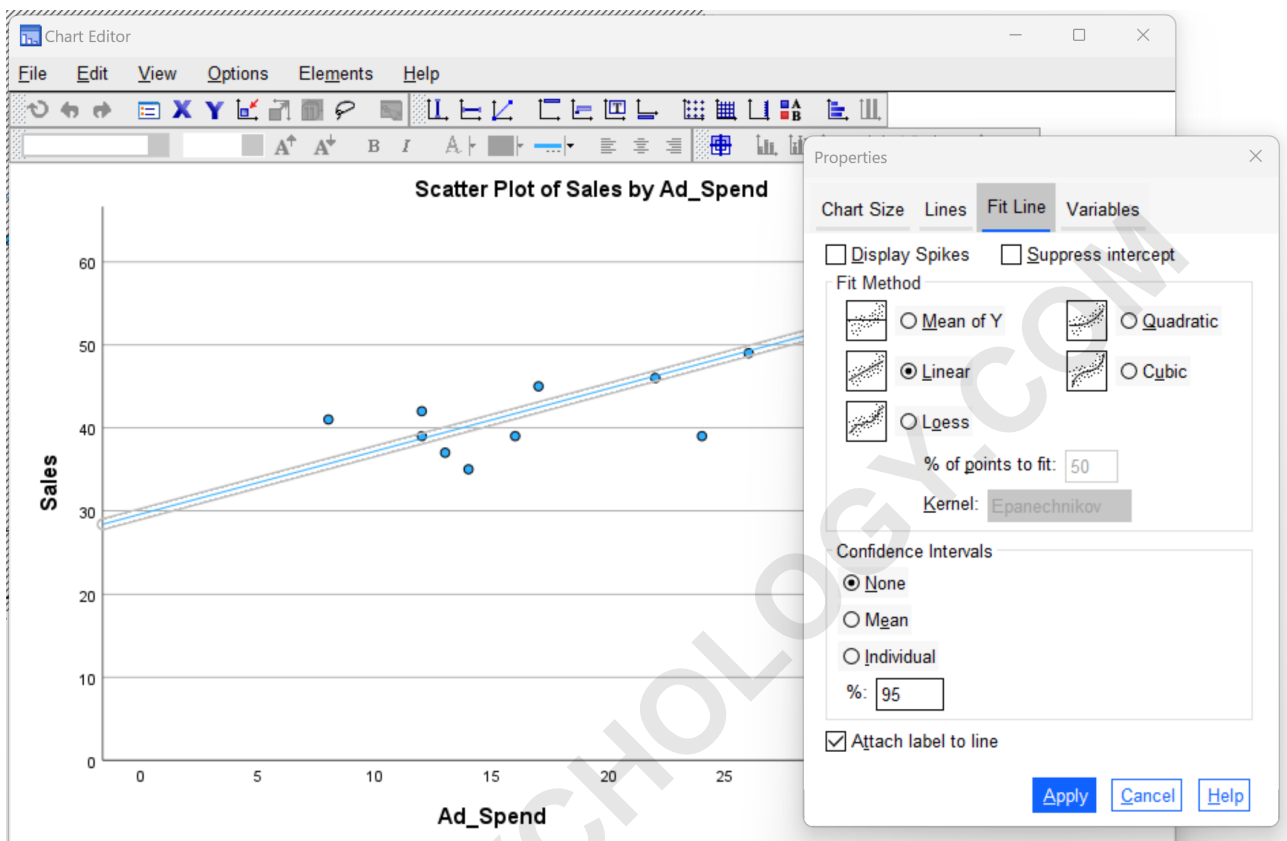 Chart Editor
File Edit View Options Elements Help
Scatter Plot of Sales by Ad_Spend
60
50
40
30
20
10
0
Sales
0 5 10 15 20 25
Ad_Spend
Properties
Chart Size Lines Fit Line Variables
Display Spikes Suppress intercept
Fit Method
Mean of Y Quadratic
Linear Cubic
Loess
% of points to fit: 50
Kernel: Epanechnikov
Confidence Intervals
None
Mean
Individual
%: 95
Attach label to line
Apply Cancel Help
CHOLOGY.COM